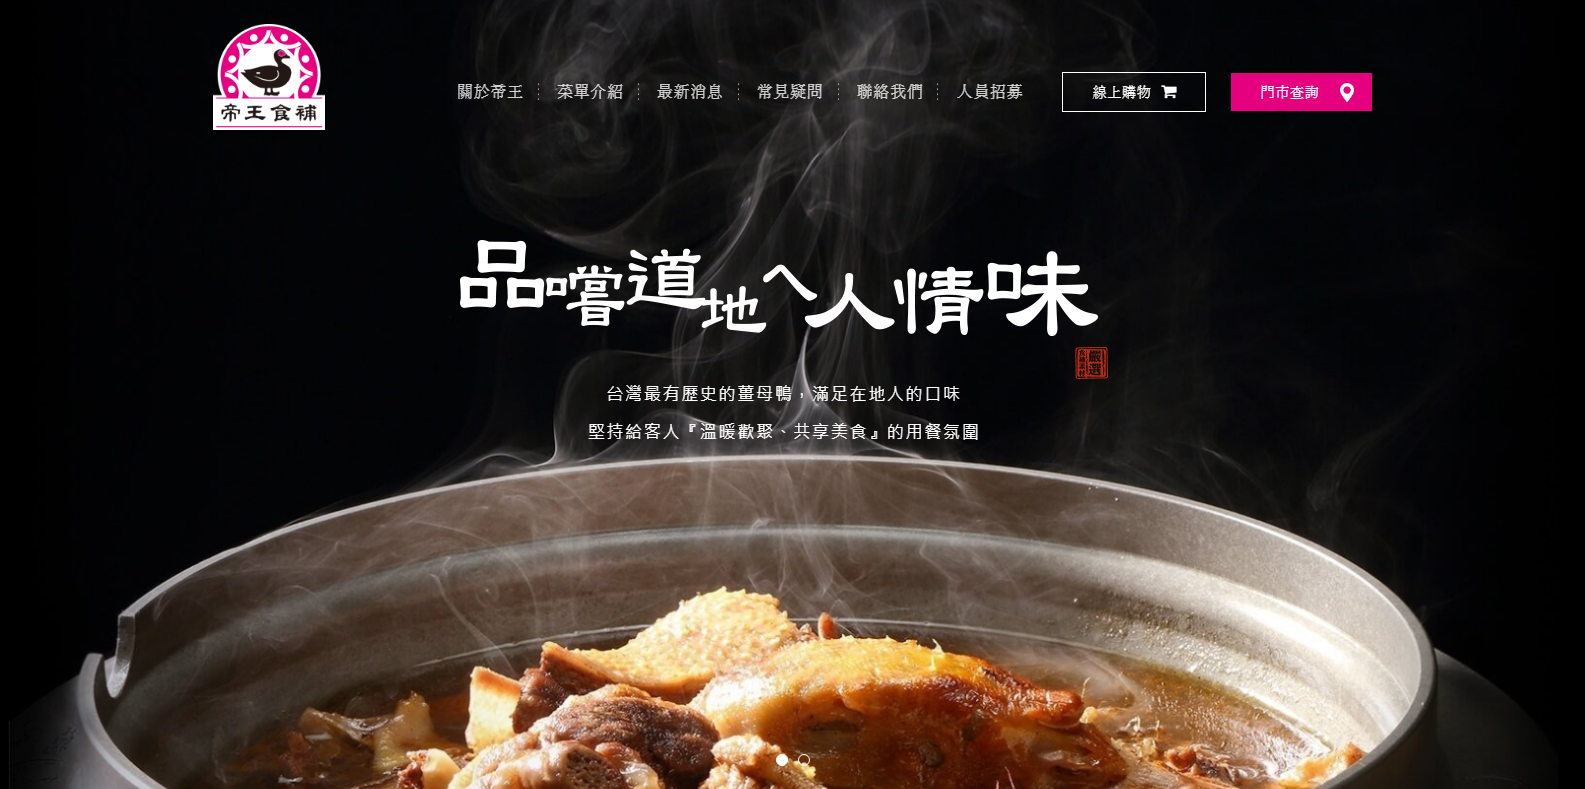 帝王食補
關於帝王
菜單介紹
最新消息
常見疑問
聯絡我們
人員招募
線上購物
門市查詢
品嚐道地ㄟ人情味
嚴選
台灣最有歷史的薑母鴨，滿足在地人的口味
堅持給客人『溫暖歡聚、共享美食』的用餐氛圍